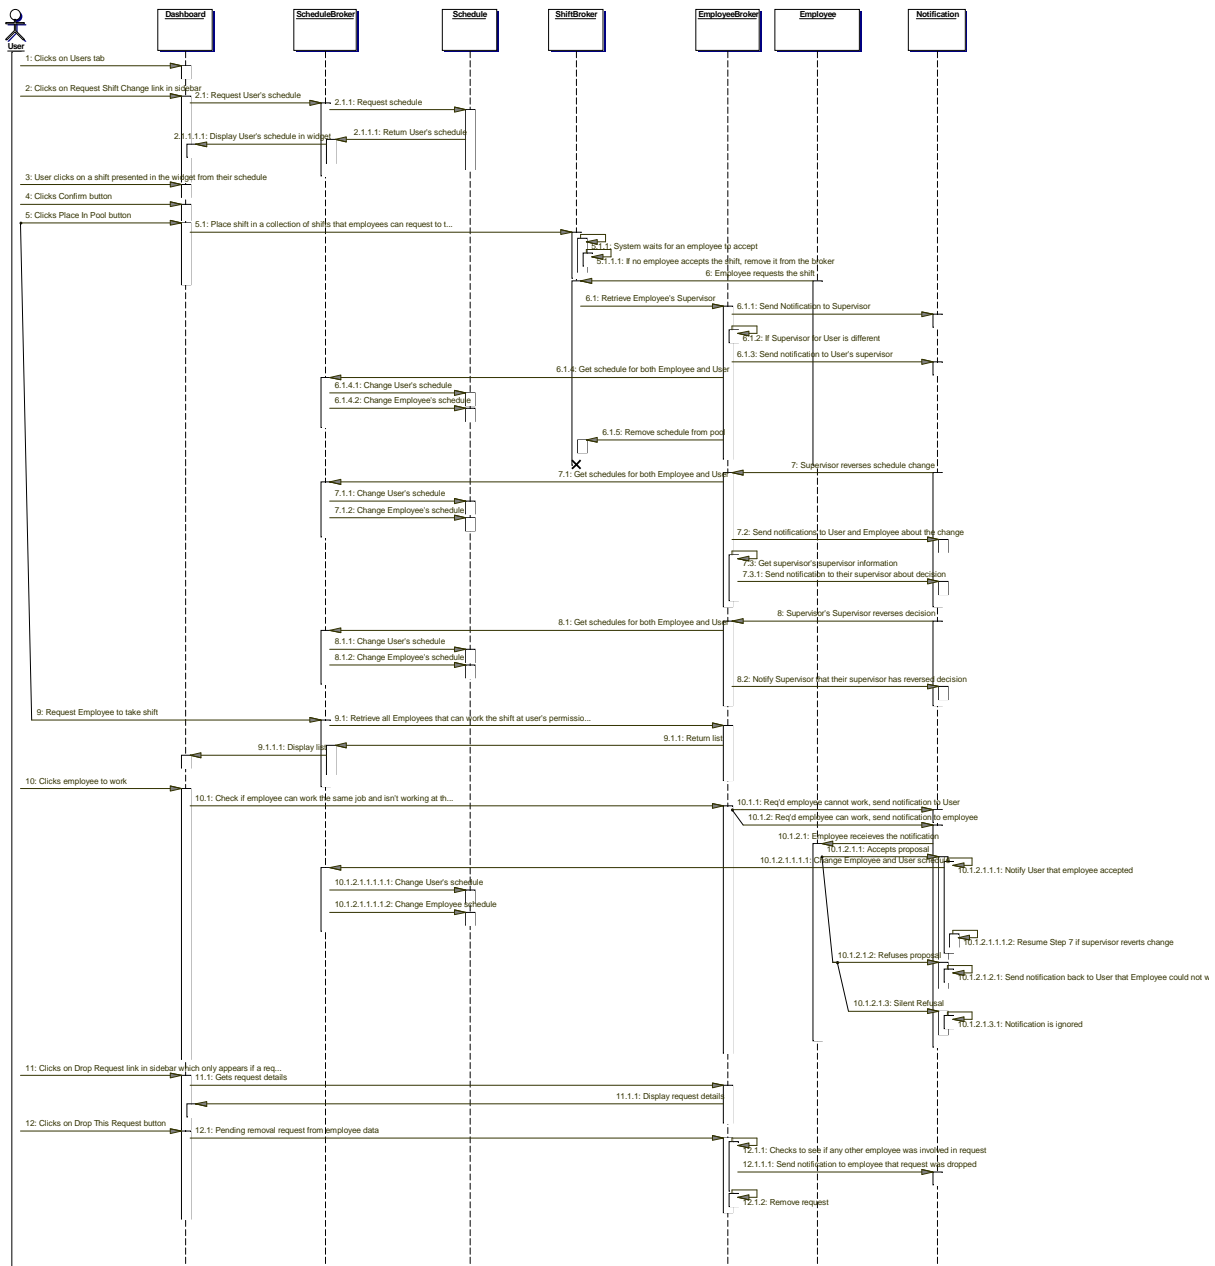 Dashboard
ScheduleBroker
Schedule
ShiftBroker
EmployeeBroker
Employee
Notification
User
1: Clicks on Users tab
2: Clicks on Request Shift Change link in sidebar
2.1: Request User's schedule
2.1.1: Request schedule
2.1.1.1: Return User's schedule
2.1.1.1.1: Display User's schedule in widget
3: User clicks on a shift presented in the widget from their schedule
4: Clicks Confirm button
5: Clicks Place In Pool button
5.1: Place shift in a collection of shifts that employees can request to t...
5.1.1: System waits for an employee to accept
5.1.1.1: If no employee accepts the shift, remove it from the broker
6: Employee requests the shift
6.1: Retrieve Employee's Supervisor
6.1.1: Send Notification to Supervisor
6.1.2: If Supervisor for User is different
6.1.3: Send notification to User's supervisor
6.1.4: Get schedule for both Employee and User
6.1.4.1: Change User's schedule
6.1.4.2: Change Employee's schedule
6.1.5: Remove schedule from pool
7: Supervisor reverses schedule change
7.1: Get schedules for both Employee and User
7.1.1: Change User's schedule
7.1.2: Change Employee's schedule
7.2: Send notifications to User and Employee about the change
7.3: Get supervisor's supervisor information
7.3.1: Send notification to their supervisor about decision
8: Supervisor's Supervisor reverses decision
8.1: Get schedules for both Employee and User
8.1.1: Change User's schedule
8.1.2: Change Employee's schedule
8.2: Notify Supervisor that their supervisor has reversed decision
9: Request Employee to take shift
9.1: Retrieve all Employees that can work the shift at user's permissio...
9.1.1: Return list
9.1.1.1: Display list
10: Clicks employee to work
10.1: Check if employee can work the same job and isn't working at th...
10.1.1: Req'd employee cannot work, send notification to User
10.1.2: Req'd employee can work, send notification to employee
10.1.2.1: Employee receieves the notification
10.1.2.1.1: Accepts proposal
10.1.2.1.1.1.1: Change Employee and User schedule
10.1.2.1.1.1: Notify User that employee accepted
10.1.2.1.1.1.1.1: Change User's schedule
10.1.2.1.1.1.1.2: Change Employee schedule
10.1.2.1.1.1.2: Resume Step 7 if supervisor reverts change
10.1.2.1.2: Refuses proposal
10.1.2.1.2.1: Send notification back to User that Employee could not w
10.1.2.1.3: Silent Refusal
10.1.2.1.3.1: Notification is ignored
11: Clicks on Drop Request link in sidebar which only appears if a req...
11.1: Gets request details
11.1.1: Display request details
12: Clicks on Drop This Request button
12.1: Pending removal request from employee data
12.1.1: Checks to see if any other employee was involved in request
12.1.1.1: Send notification to employee that request was dropped
12.1.2: Remove request